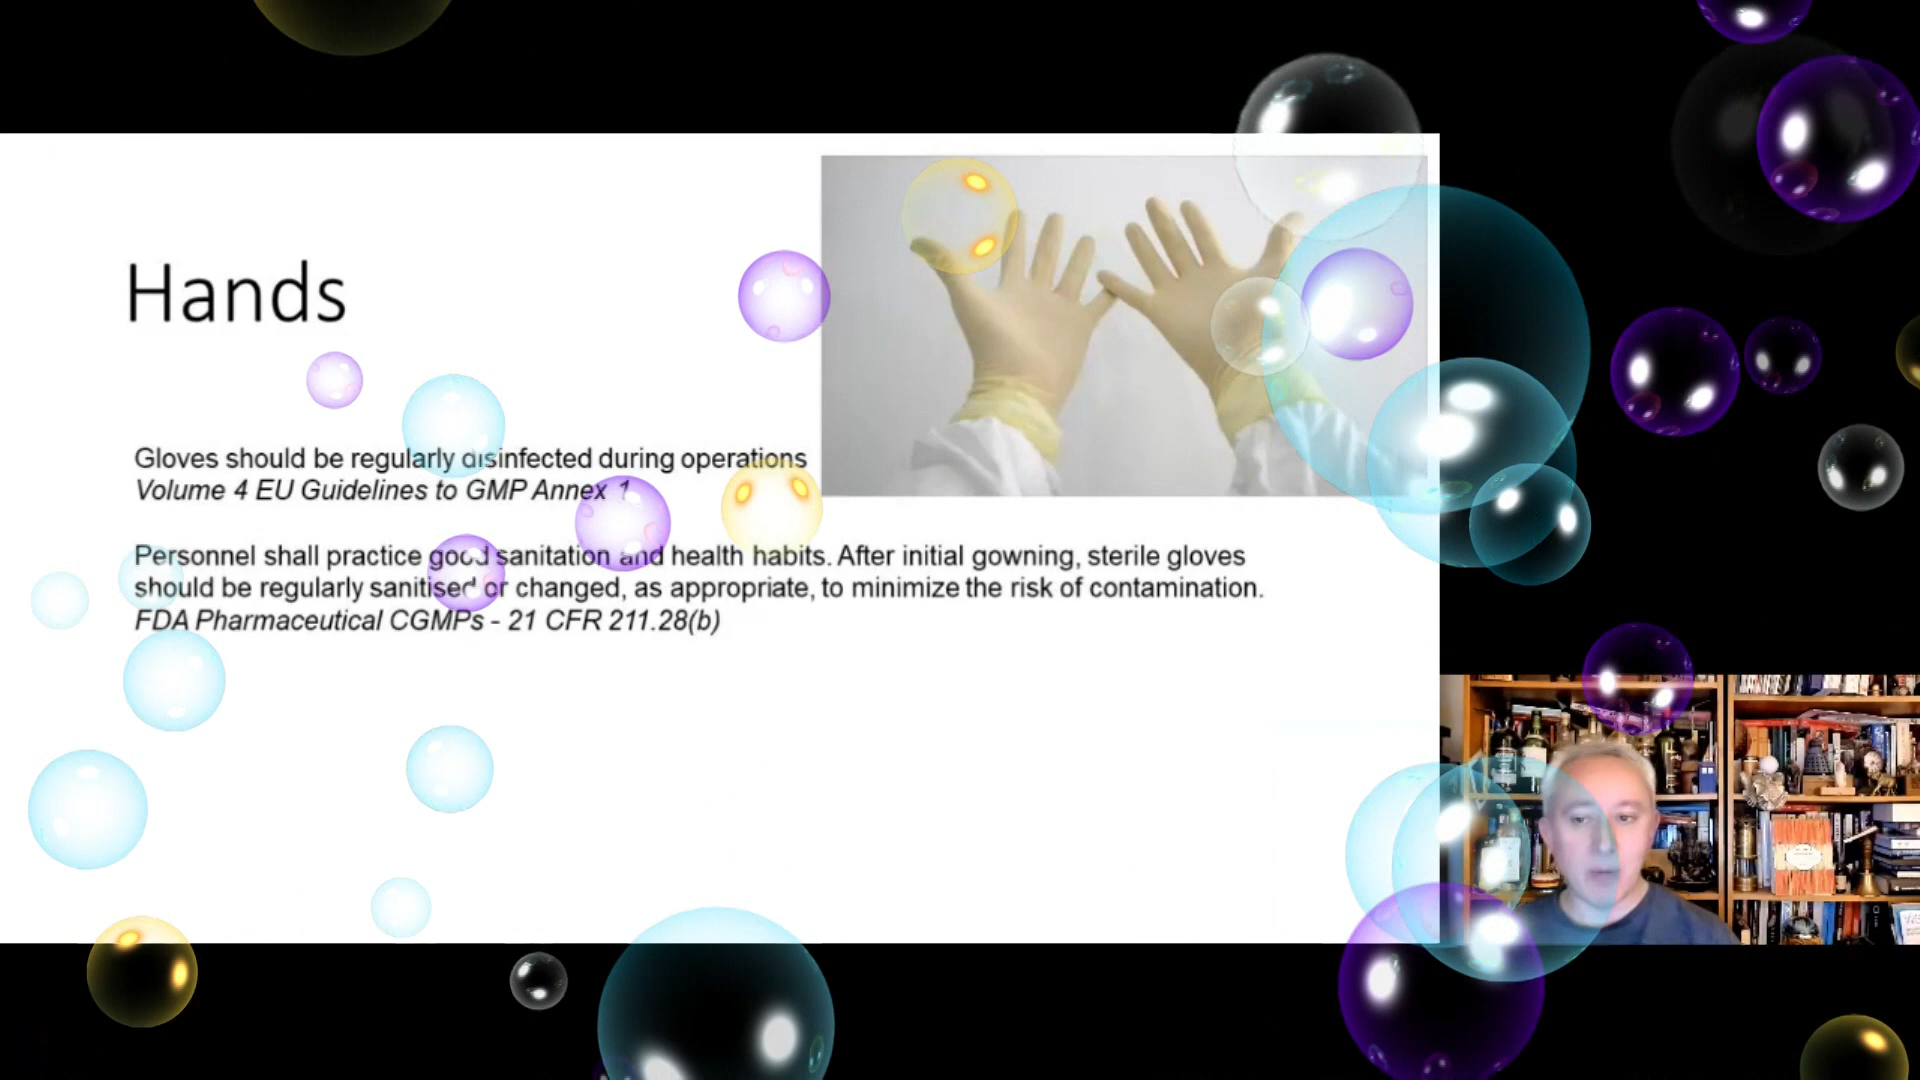 Hands
Gloves should be regularly disinfected during operations
Volume 4 EU Guidelines to GMP Annex 1
Personnel shall practice good sanitation and health habits. After initial gowning, sterile gloves
should be regularly sanitised or changed, as appropriate, to minimize the risk of contamination.
FDA Pharmaceutical CGMPs - 21 CFR 211.28(b)